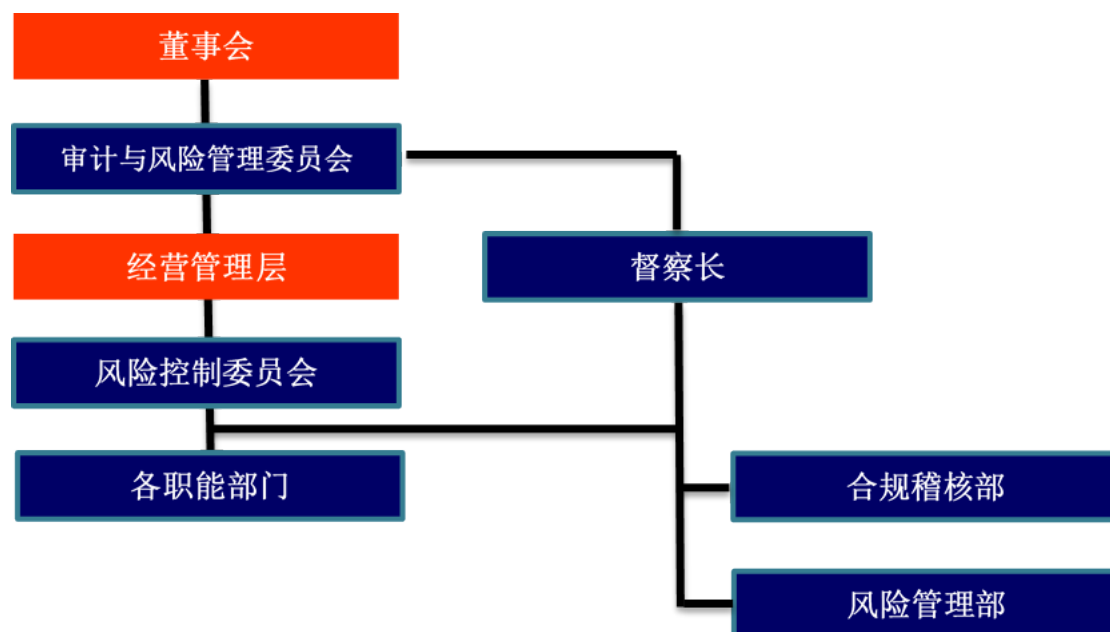 董事会
审计与风险管理委员会
经营管理层
督察长
风险控制委员会
各职能部门
合规稽核部
风险管理部